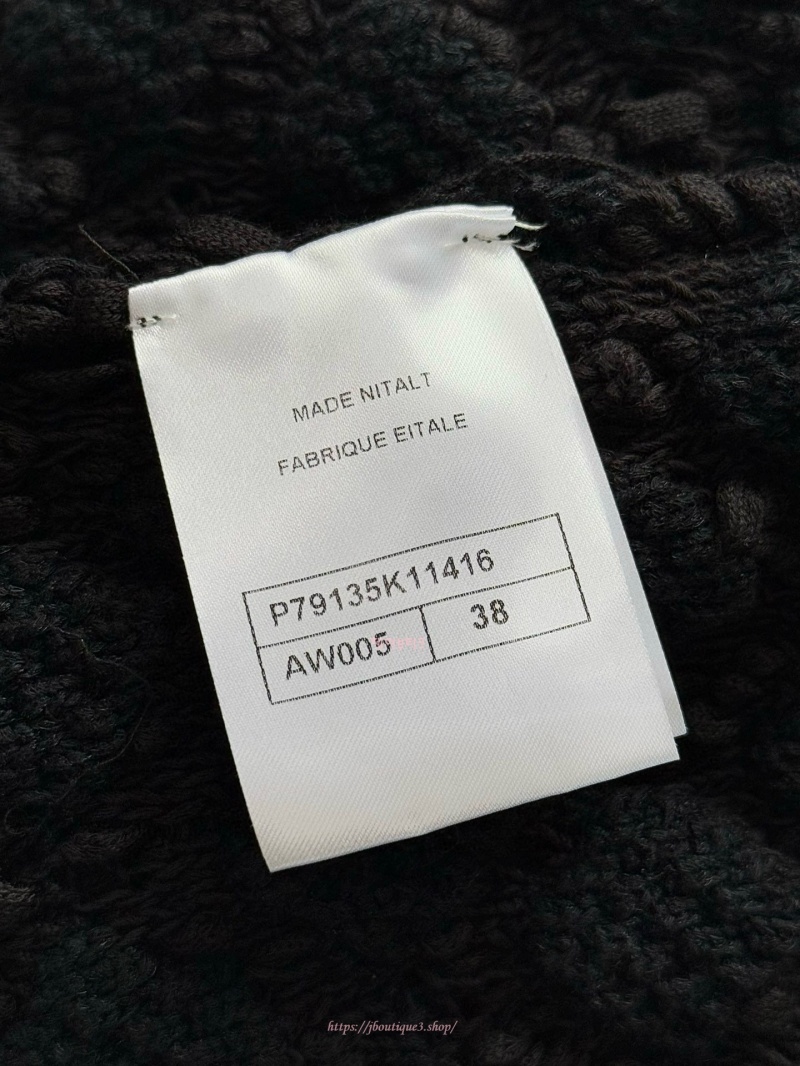 MADE NITALT
FABRIQUE EITALE
P79135K11416
AW005 38
https://jboutique3.shop/